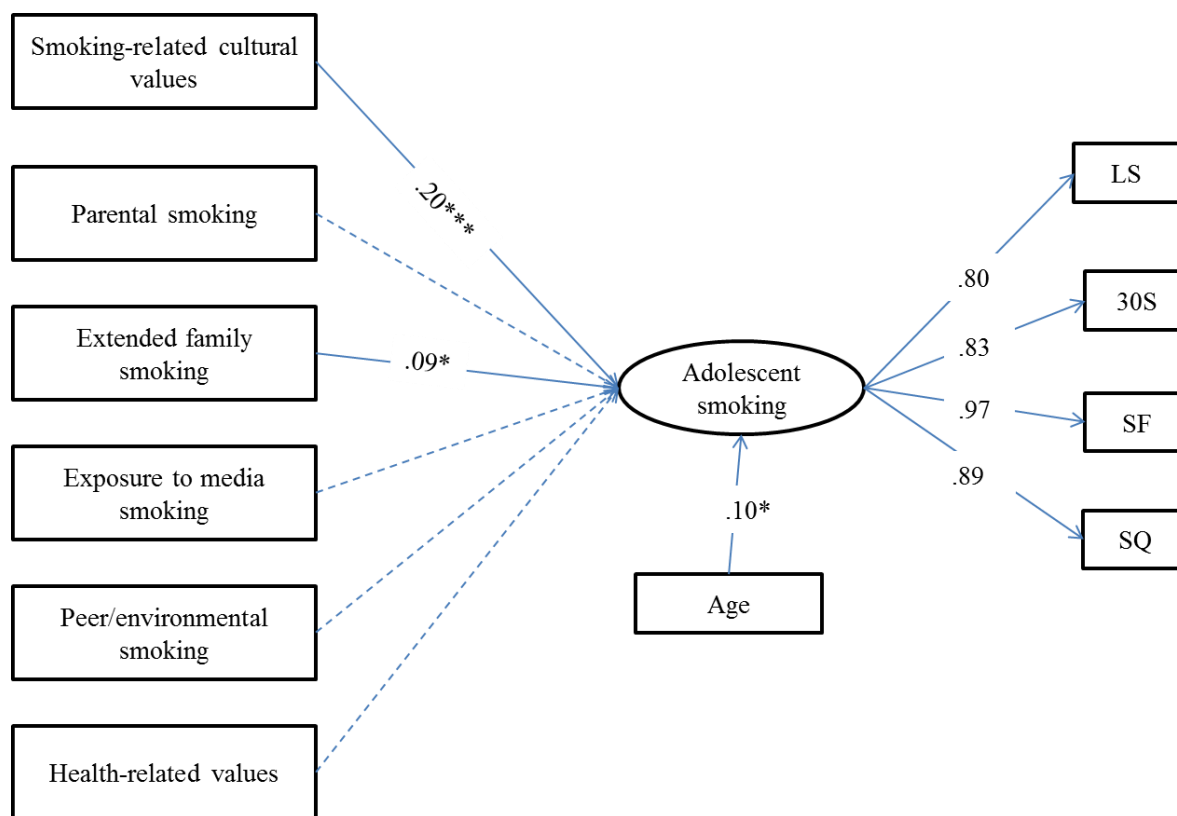 Smoking-related cultural
values
Parental smoking
Extended family
smoking
Exposure to media
smoking
Peer/environmental
smoking
Health-related values
.20***
.09*
Adolescent
smoking
.10*
Age
.80
.83
.97
.89
LS
30S
SF
SQ